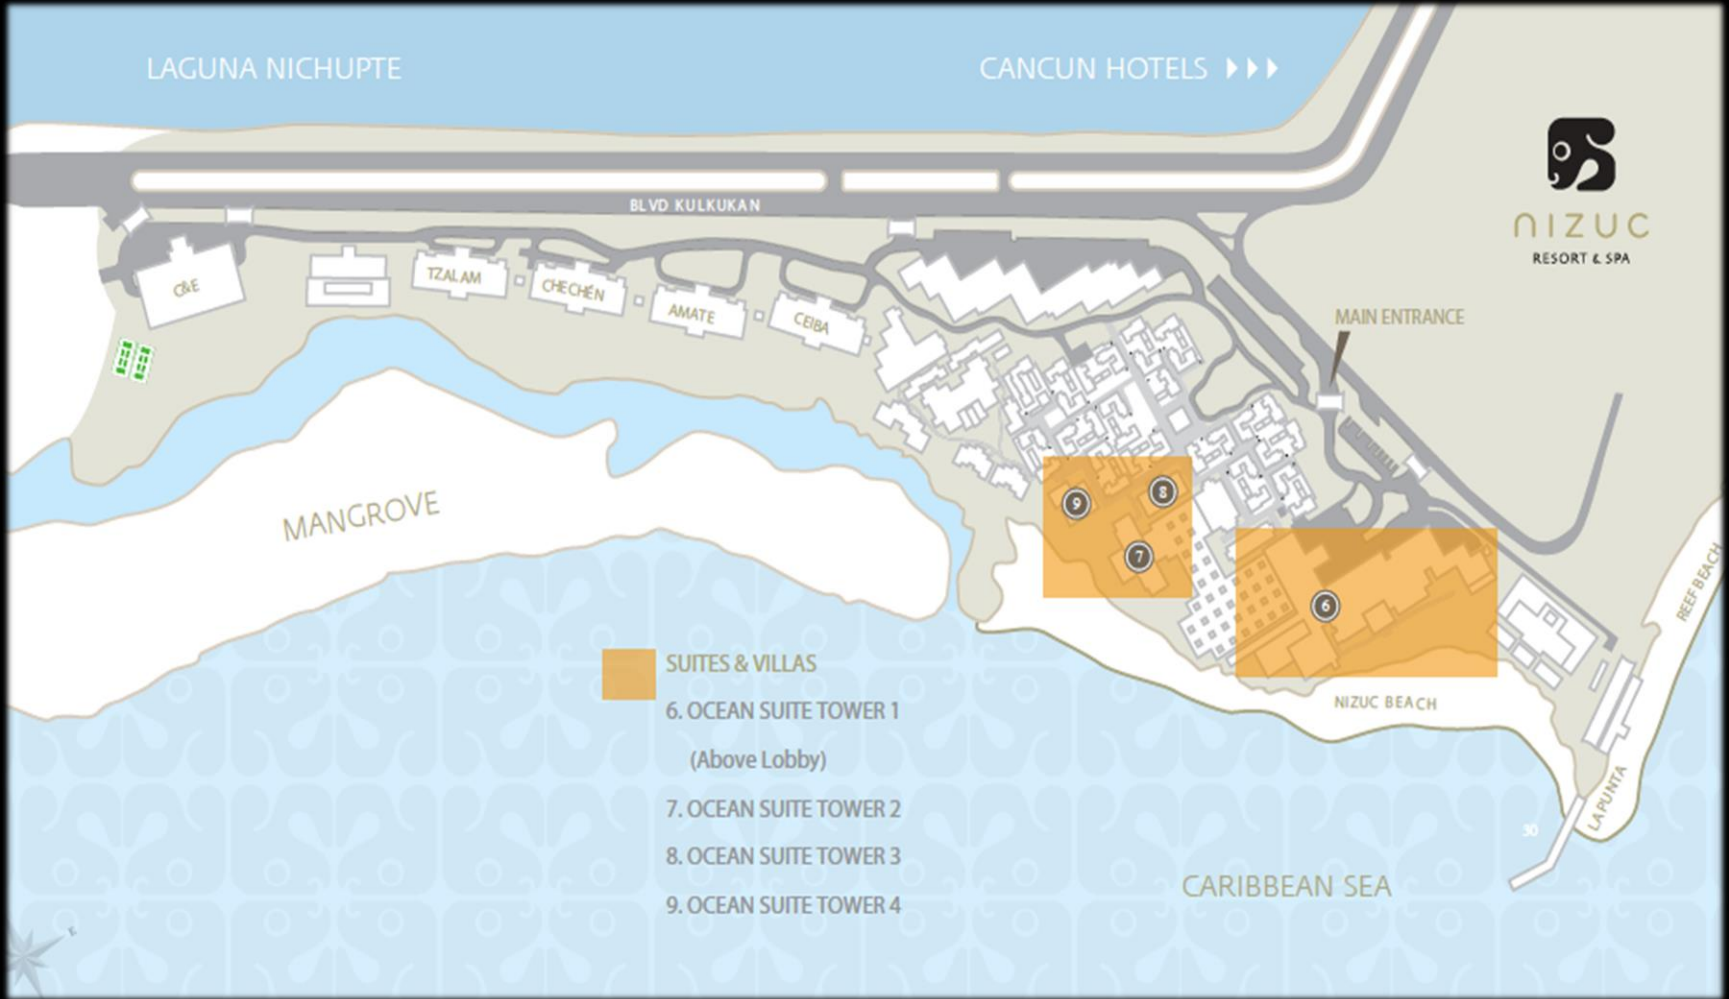 LAGUNA NICHUPTE
CANCUN HOTELS
BLVD KULKUKAN
nIZUC
RESORT & SPA
C&E
TZALAM
CHECHÉN
AMATE
CEIBA
MAIN ENTRANCE
MANGROVE
9
8
7
6
REEF BEACH
NIZUC BEACH
LA PUNTA
30
CARIBBEAN SEA
SUITES & VILLAS
6. OCEAN SUITE TOWER 1
(Above Lobby)
7. OCEAN SUITE TOWER 2
8. OCEAN SUITE TOWER 3
9. OCEAN SUITE TOWER 4